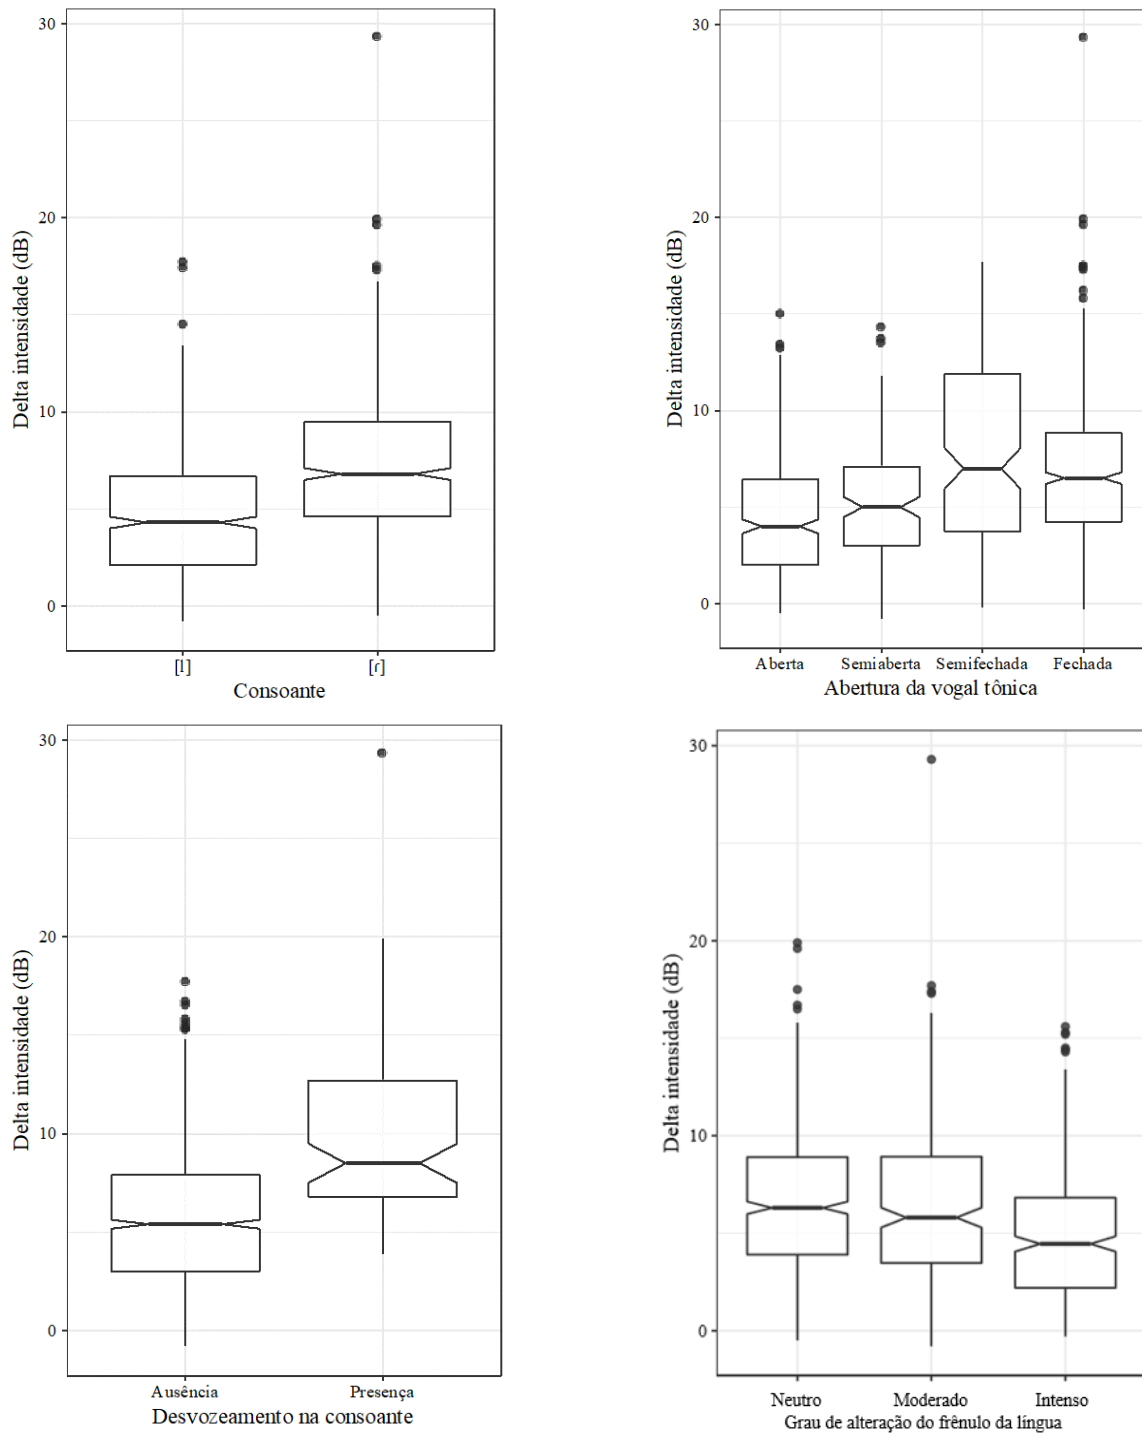 30
20
10
0
Delta intensidade (dB)
[l]
[ɾ]
Consoante
30
20
10
0
Delta intensidade (dB)
Aberta
Semiaberta
Semifechada
Fechada
Abertura da vogal tônica
30
20
10
0
Delta intensidade (dB)
Ausência
Presença
Desvozeamento na consoante
30
20
10
0
Delta intensidade (dB)
Neutro
Moderado
Intenso
Grau de alteração do frênulo da língua